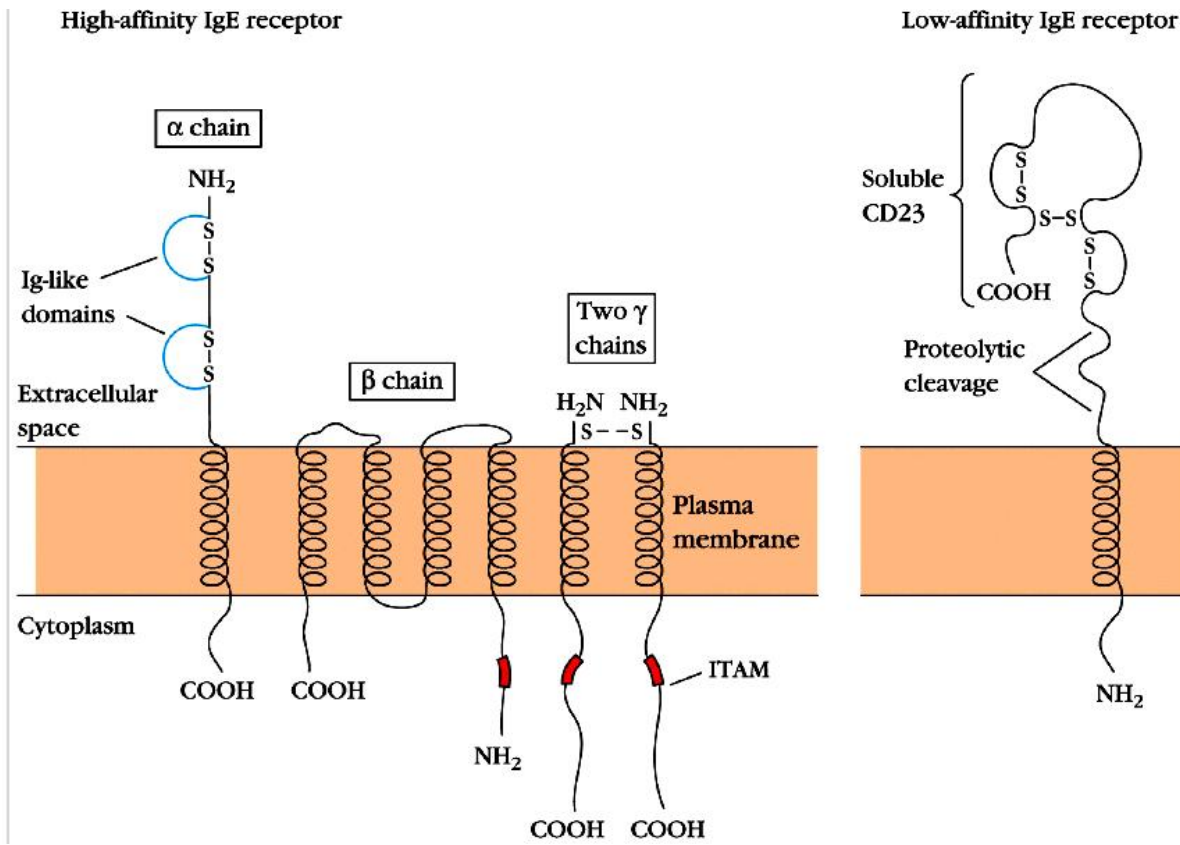 High-affinity IgE receptor
α chain
NH₂
S
S
Ig-like
domains
S
S
Extracellular
space
β chain
Two γ
chains
H₂N NH₂
S--S
Plasma
membrane
Cytoplasm
COOH
COOH
NH₂
ITAM
COOH COOH
Low-affinity IgE receptor
Soluble
CD23
S
S
S-S
S
S
COOH
Proteolytic
cleavage
NH₂